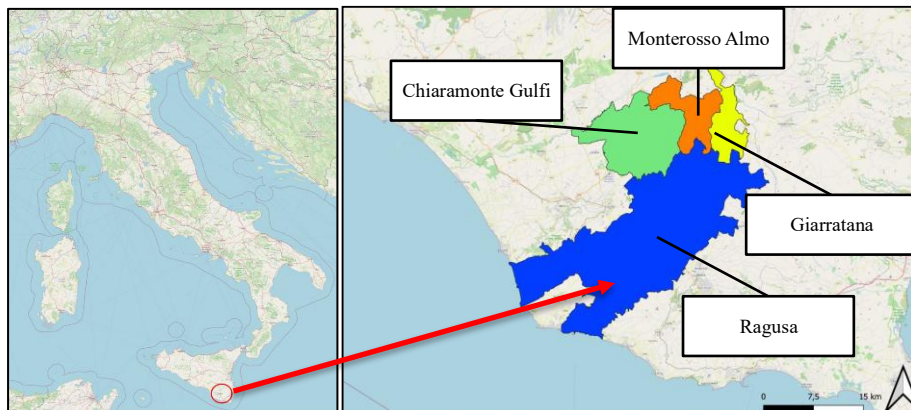 Monterosso Almo
Chiaramonte Gulfi
Giarratana
Ragusa
0 7,5 15 km